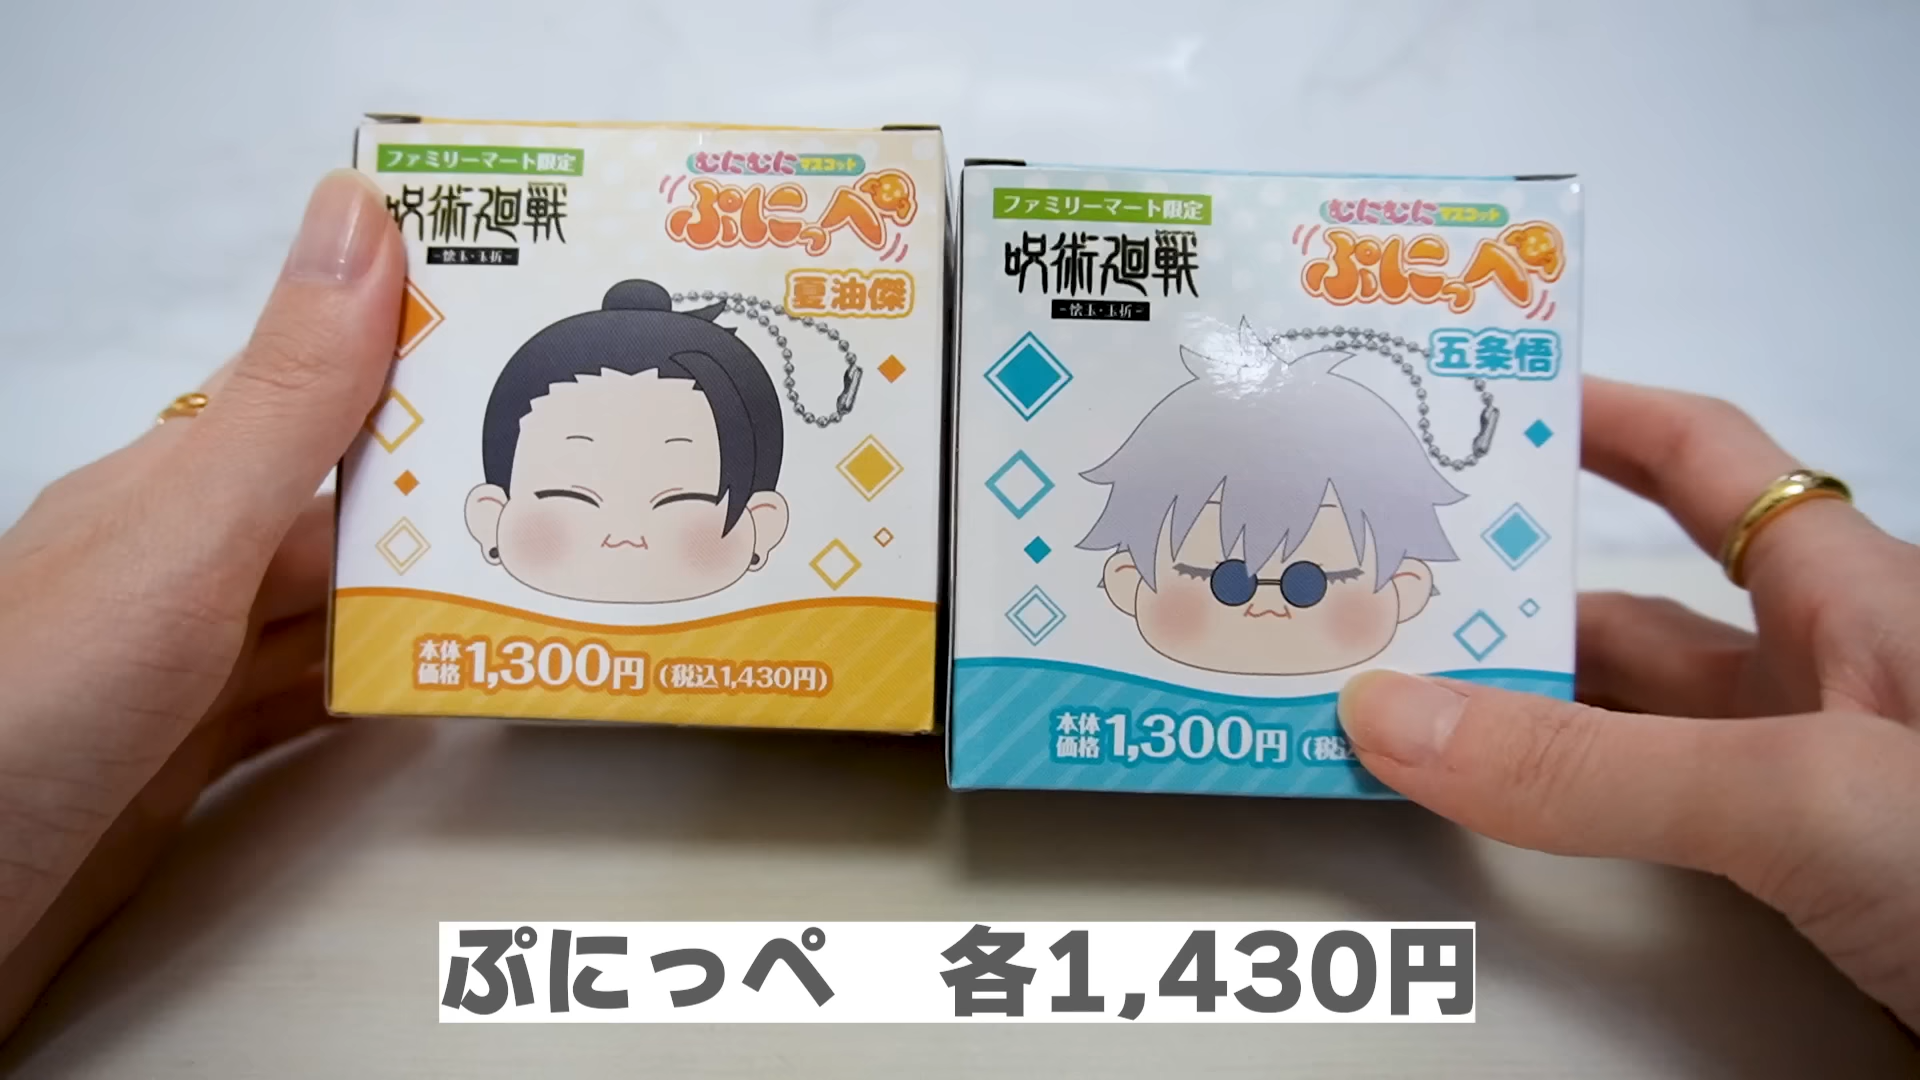 ファミリーマート限定
呪術廻戦
-懐玉・玉折-
むにむにマスコット
ぷにっぺ
夏油傑
本体価格1,300円(税込1,430円)
ファミリーマート限定
呪術廻戦
-懐玉・玉折-
むにむにマスコット
ぷにっぺ
五条悟
本体価格1,300円(税込
ぷにっぺ　各1,430円